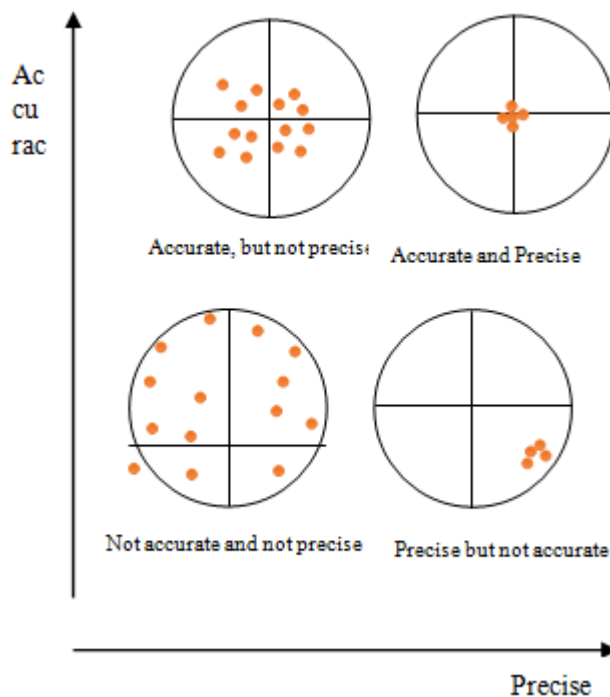 Ac
cu
rac
Accurate, but not precise
Accurate and Precise
Not accurate and not precise
Precise but not accurate
Precise